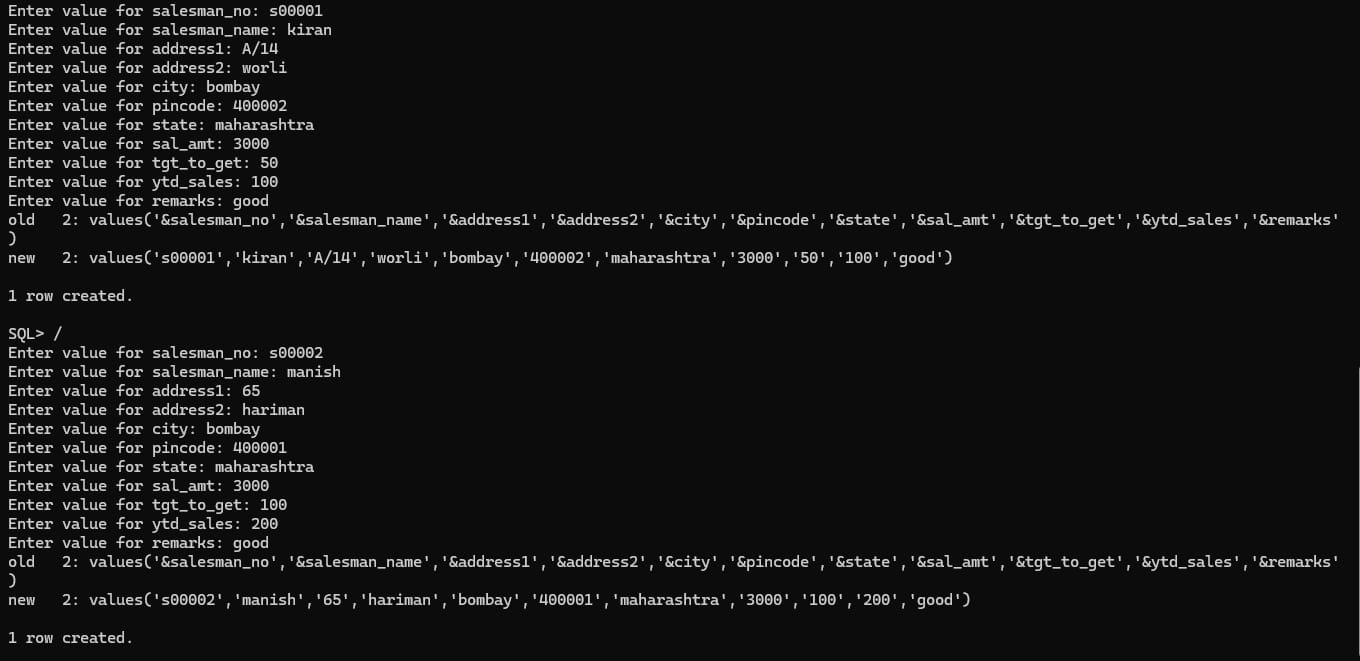 Enter value for salesman_no: s00001
Enter value for salesman_name: kiran
Enter value for address1: A/14
Enter value for address2: worli
Enter value for city: bombay
Enter value for pincode: 400002
Enter value for state: maharashtra
Enter value for sal_amt: 3000
Enter value for tgt_to_get: 50
Enter value for ytd_sales: 100
Enter value for remarks: good
old   2: values('&salesman_no','&salesman_name','&address1','&address2','&city','&pincode','&state','&sal_amt','&tgt_to_get','&ytd_sales','&remarks'
)
new   2: values('s00001','kiran','A/14','worli','bombay','400002','maharashtra','3000','50','100','good')
1 row created.
SQL> /
Enter value for salesman_no: s00002
Enter value for salesman_name: manish
Enter value for address1: 65
Enter value for address2: hariman
Enter value for city: bombay
Enter value for pincode: 400001
Enter value for state: maharashtra
Enter value for sal_amt: 3000
Enter value for tgt_to_get: 100
Enter value for ytd_sales: 200
Enter value for remarks: good
old   2: values('&salesman_no','&salesman_name','&address1','&address2','&city','&pincode','&state','&sal_amt','&tgt_to_get','&ytd_sales','&remarks'
)
new   2: values('s00002','manish','65','hariman','bombay','400001','maharashtra','3000','100','200','good')
1 row created.